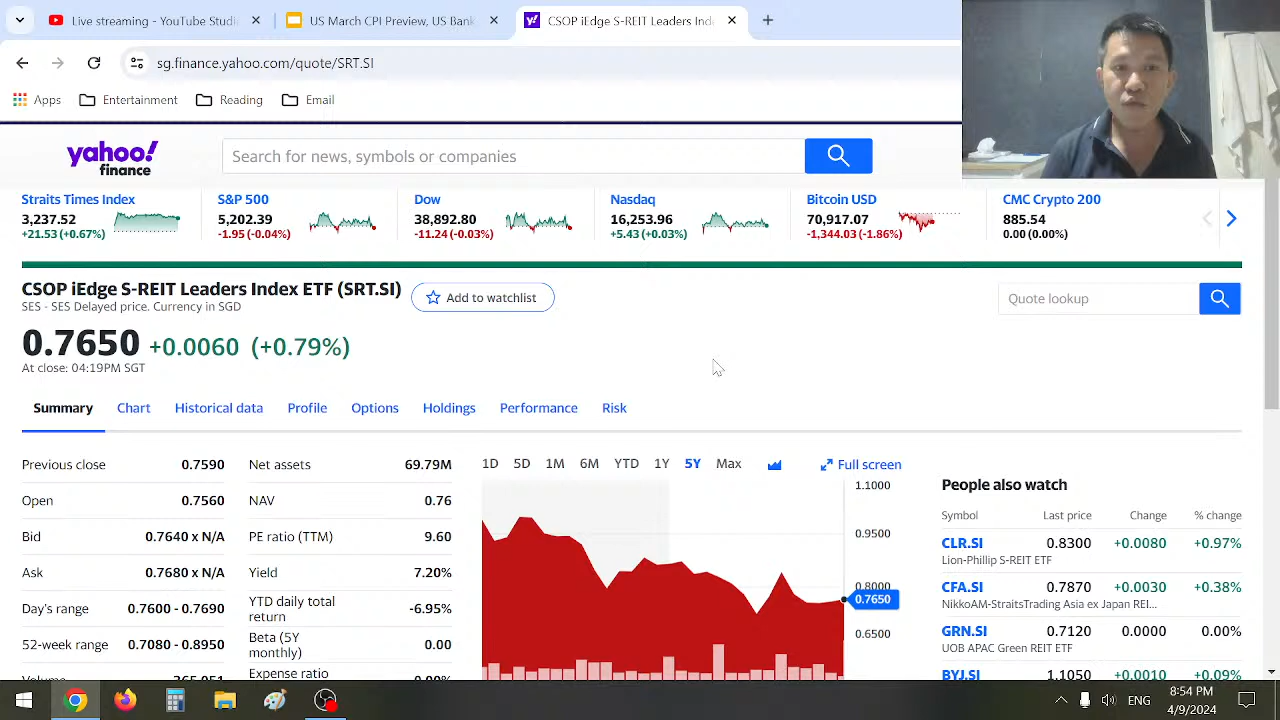 Live streaming - YouTube Studi
US March CPI Preview, US Bank
CSOP iEdge S-REIT Leaders Inde
sg.finance.yahoo.com/quote/SRT.SI
Apps
Entertainment
Reading
Email
yahoo!
finance
Search for news, symbols or companies
Straits Times Index
3,237.52
+21.53 (+0.67%)
S&P 500
5,202.39
-1.95 (-0.04%)
Dow
38,892.80
-11.24 (-0.03%)
Nasdaq
16,253.96
+5.43 (+0.03%)
Bitcoin USD
70,917.07
-1,344.03 (-1.86%)
CMC Crypto 200
885.54
0.00 (0.00%)
CSOP iEdge S-REIT Leaders Index ETF (SRT.SI)
Add to watchlist
Quote lookup
SES - SES Delayed price. Currency in SGD
0.7650 +0.0060 (+0.79%)
At close: 04:19PM SGT
Summary
Chart
Historical data
Profile
Options
Holdings
Performance
Risk
Previous close 0.7590
Open 0.7560
Bid 0.7640 x N/A
Ask 0.7680 x N/A
Day's range 0.7600 - 0.7690
52-week range 0.7080 - 0.8950
Net assets 69.79M
NAV 0.76
PE ratio (TTM) 9.60
Yield 7.20%
YTD daily total
return -6.95%
Beta (5Y
monthly) 0.00
Expense ratio
1D 5D 1M 6M YTD 1Y 5Y Max
Full screen
1.1000
0.9500
0.8000
0.7650
0.6500
People also watch
Symbol Last price Change % change
CLR.SI 0.8300 +0.0080 +0.97%
Lion-Phillip S-REIT ETF
CFA.SI 0.7870 +0.0030 +0.38%
NikkoAM-StraitsTrading Asia ex Japan REI...
GRN.SI 0.7120 0.0000 0.00%
UOB APAC Green REIT ETF
BYJ.SI 1.1050 +0.0010 +0.09%
ENG
8:54 PM
4/9/2024